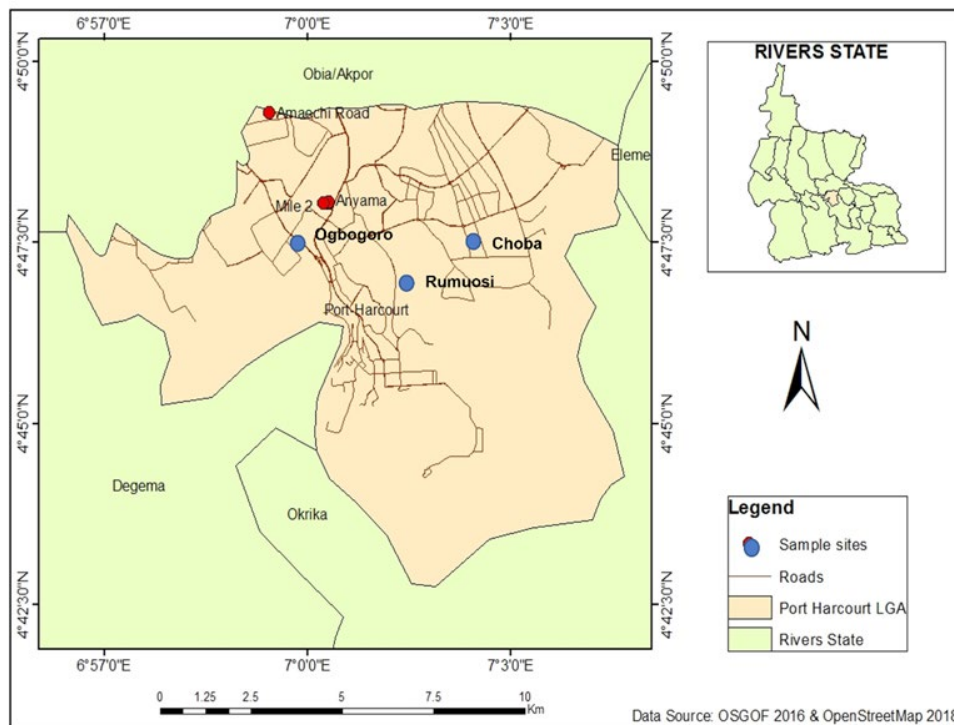 6°57'0"E
7°0'0"E
7°3'0"E
4°50'0"N
4°50'0"N
RIVERS STATE
Obia/Akpor
Amaechi Road
Eleme
Mile 2
Anyama
4°47'30"N
Ogbogoro
Choba
4°47'30"N
Rumuosi
Port-Harcourt
N
4°45'0"N
4°45'0"N
Degema
Okrika
Legend
Sample sites
Roads
Port Harcourt LGA
Rivers State
4°42'30"N
4°42'30"N
6°57'0"E
7°0'0"E
7°3'0"E
0 1.25 2.5 5 7.5 10
Km
Data Source: OSGOF 2016 & OpenStreetMap 2018